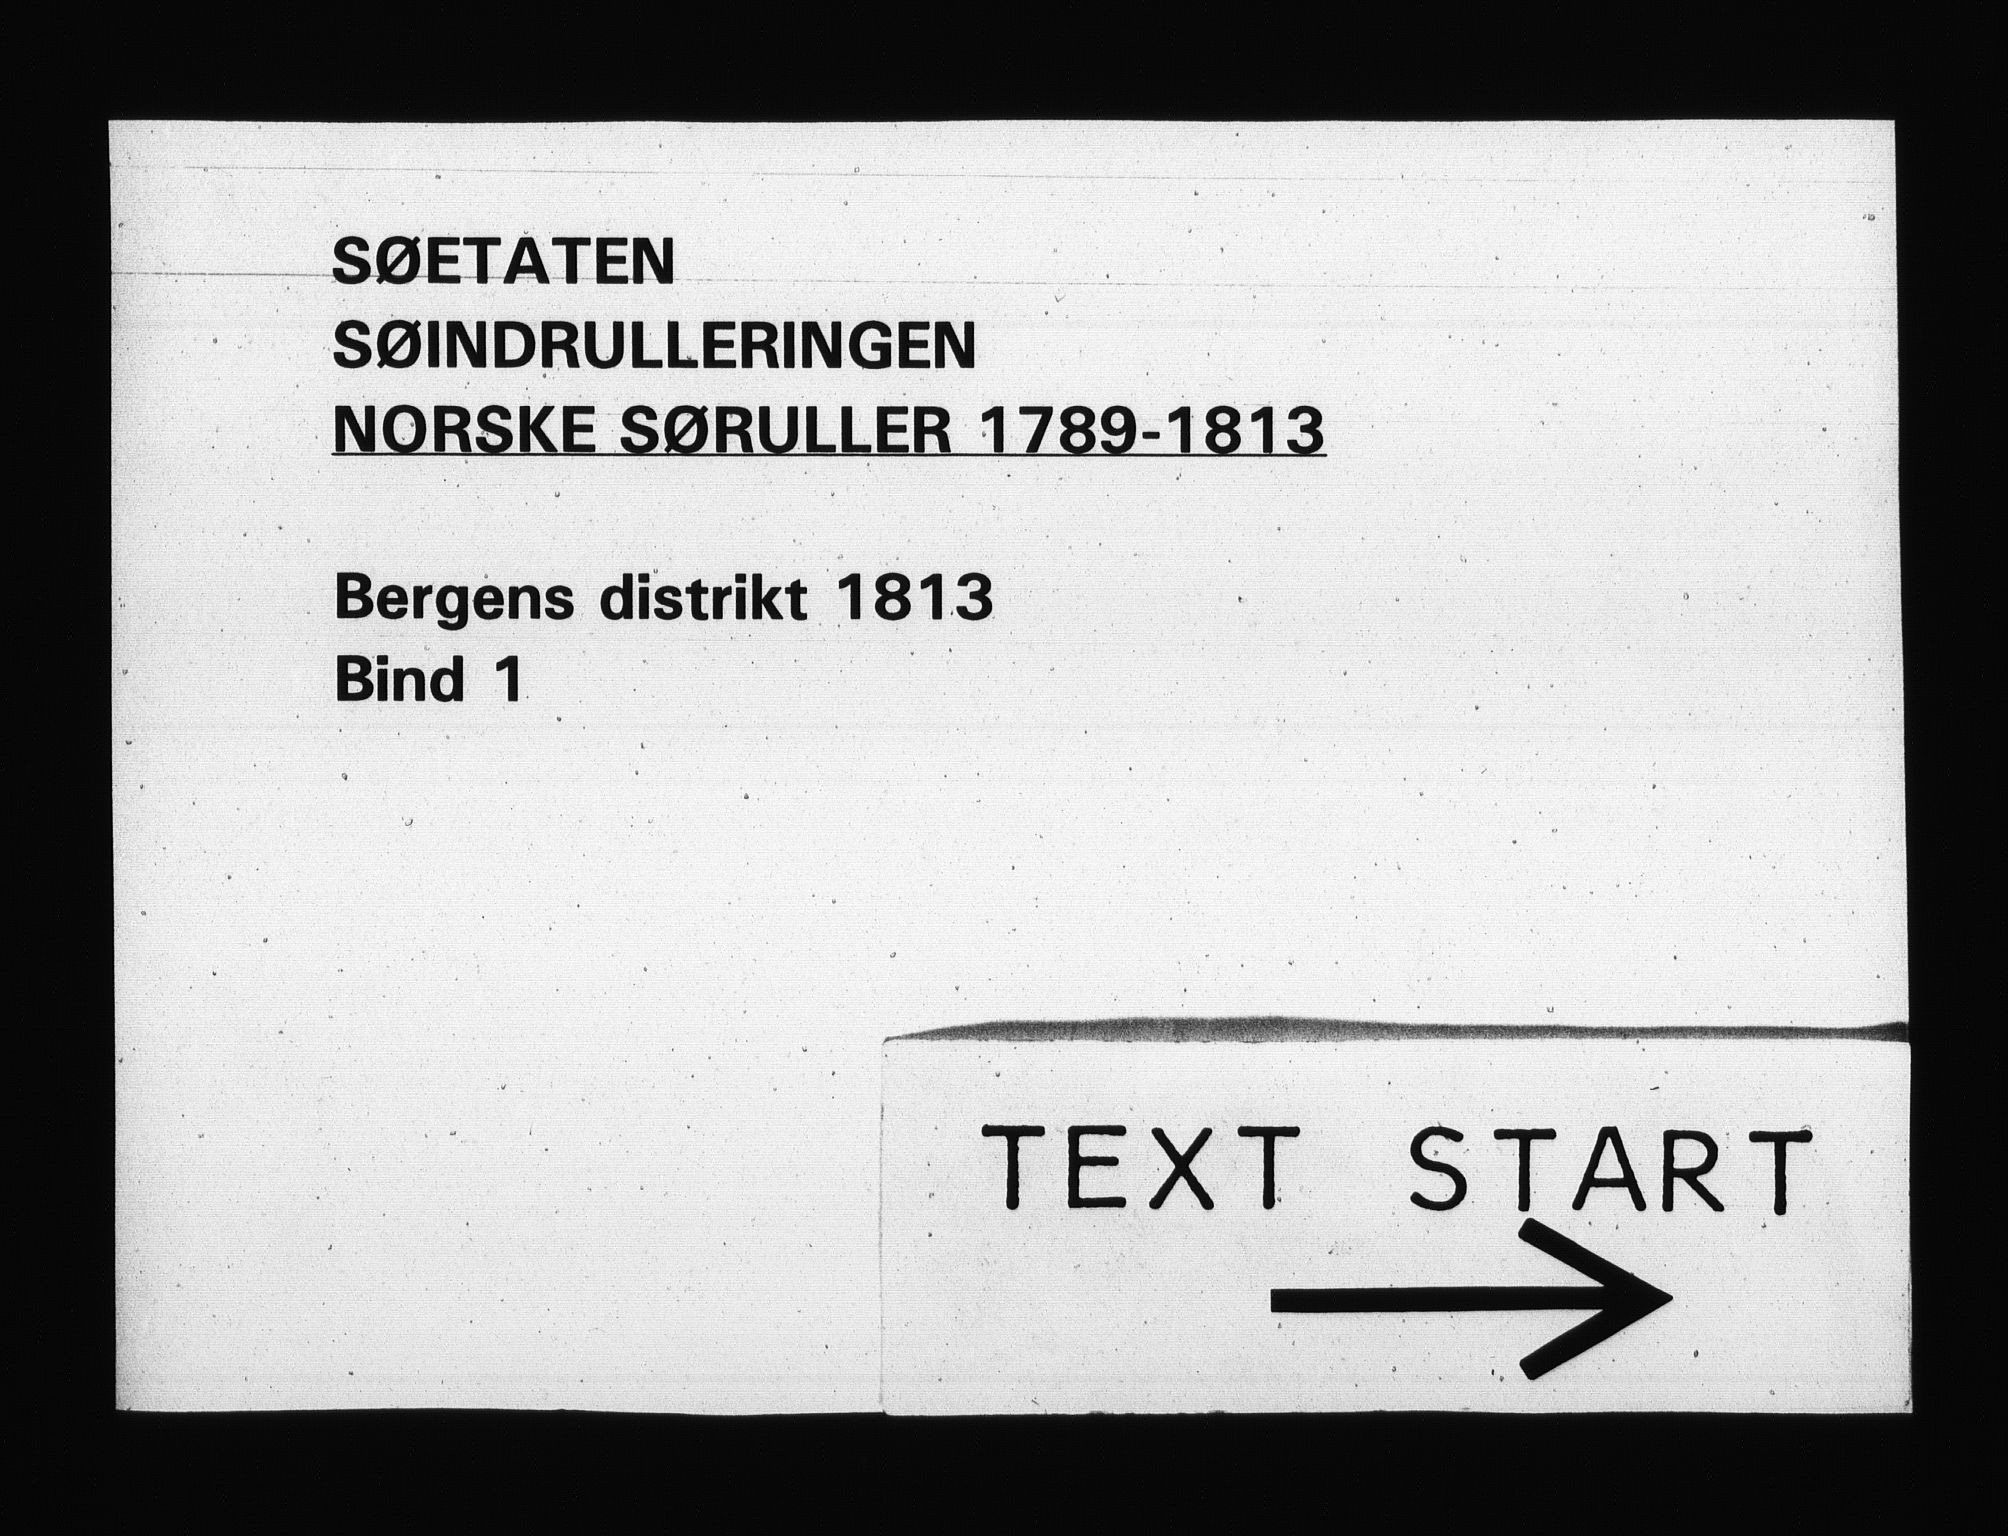 SØETATEN
SØINDRULLERINGEN
NORSKE SØRULLER 1789-1813
Bergens distrikt 1813
Bind 1
TEXT START